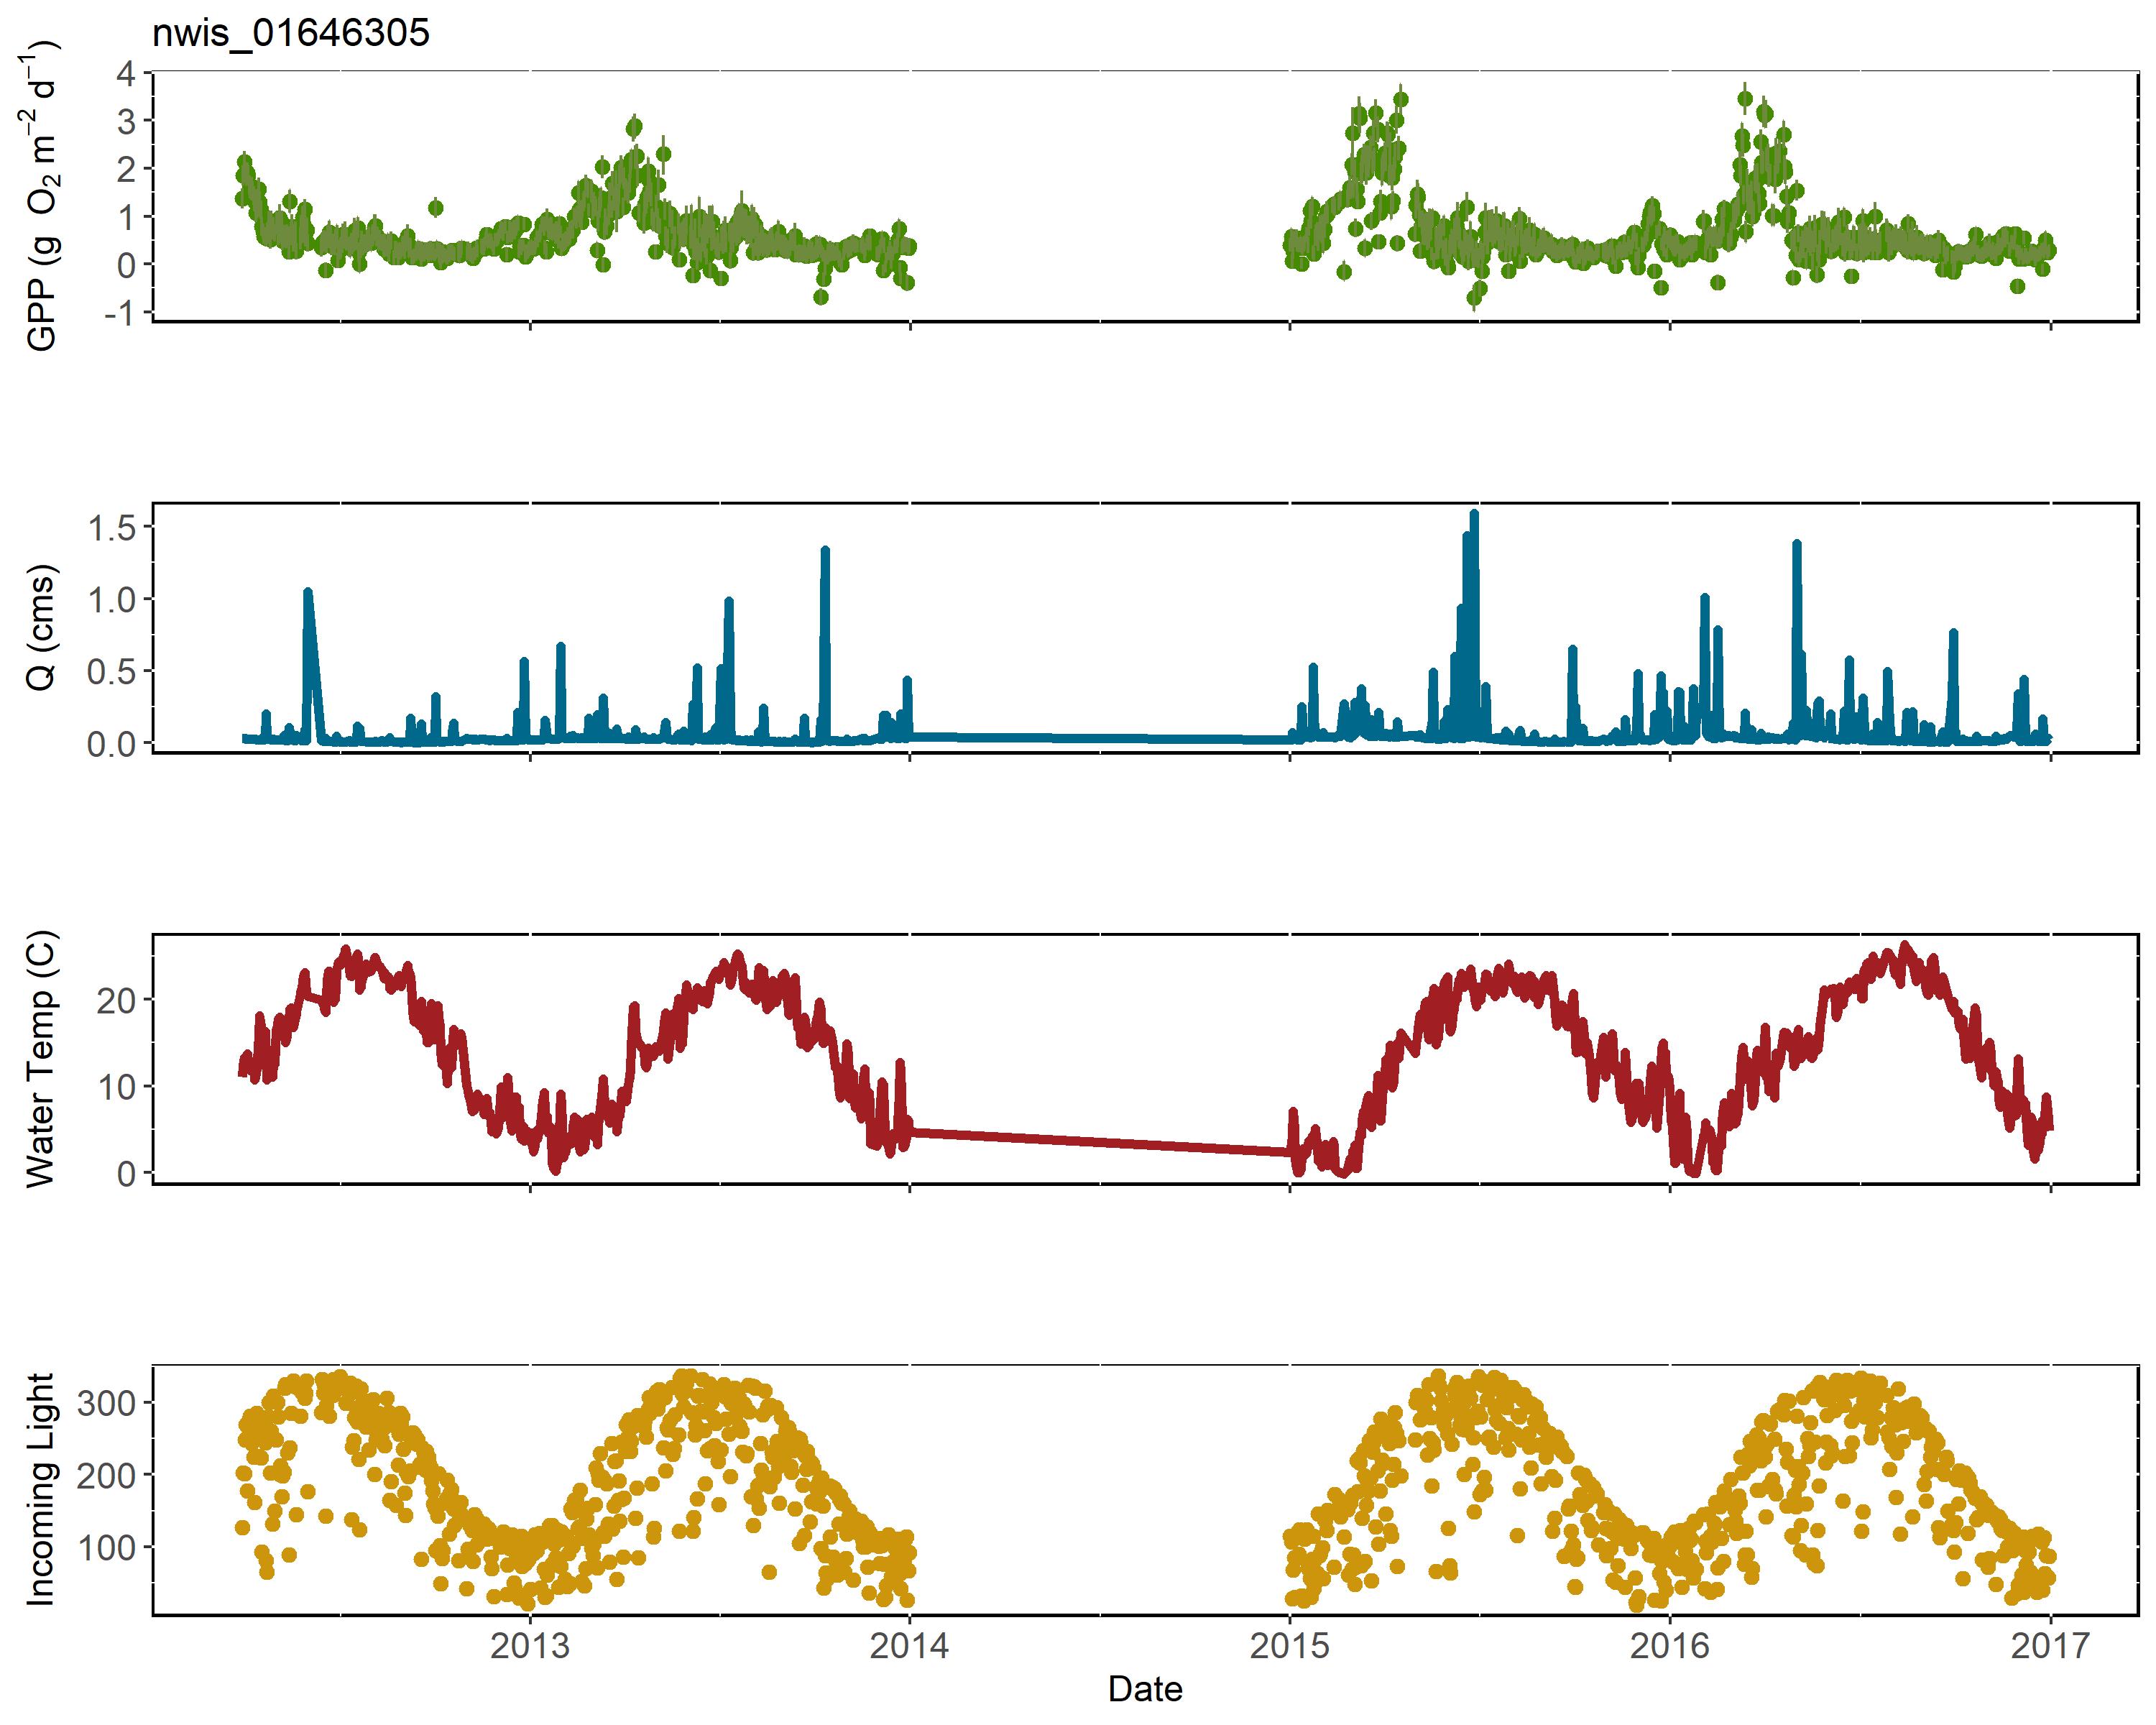 nwis_01646305
GPP (g O₂ m⁻² d⁻¹)
4
3
2
1
0
-1
Q (cms)
1.5
1.0
0.5
0.0
Water Temp (C)
20
10
0
Incoming Light
300
200
100
2013 2014 2015 2016 2017
Date